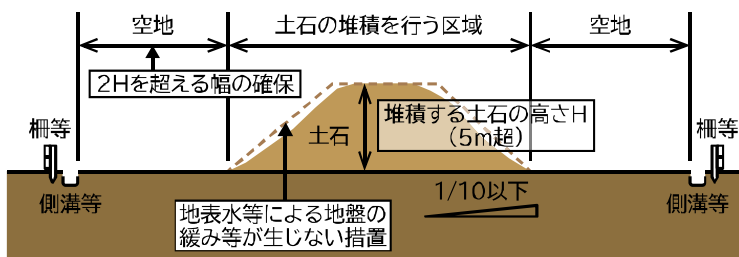 空地
土石の堆積を行う区域
空地
2Hを超える幅の確保
堆積する土石の高さH
（5m超）
土石
柵等
柵等
側溝等
側溝等
1/10以下
地表水等による地盤の
緩み等が生じない措置